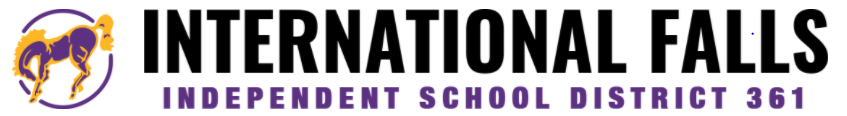 INTERNATIONAL FALLS
INDEPENDENT SCHOOL DISTRICT 361